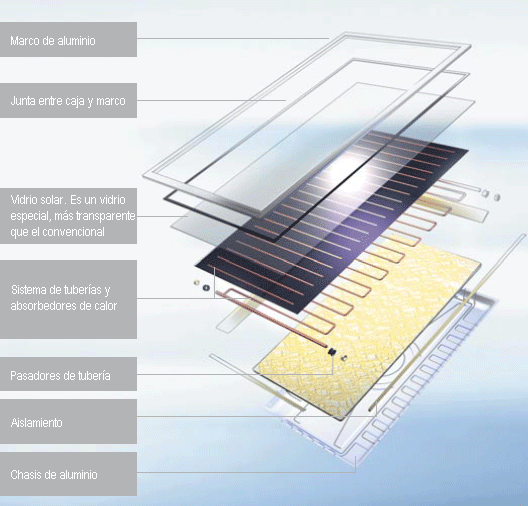 Marco de aluminio
Junta entre caja y marco
Vidrio solar. Es un vidrio
especial, más transparente
que el convencional
Sistema de tuberías y
absorbedores de calor
Pasadores de tubería
Aislamiento
Chasis de aluminio